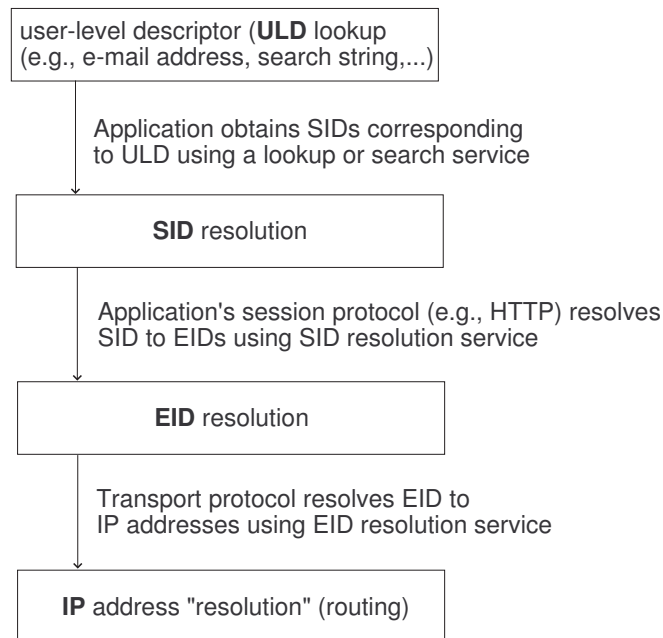 user-level descriptor (ULD lookup
(e.g., e-mail address, search string,...)
Application obtains SIDs corresponding
to ULD using a lookup or search service
SID resolution
Application's session protocol (e.g., HTTP) resolves
SID to EIDs using SID resolution service
EID resolution
Transport protocol resolves EID to
IP addresses using EID resolution service
IP address "resolution" (routing)